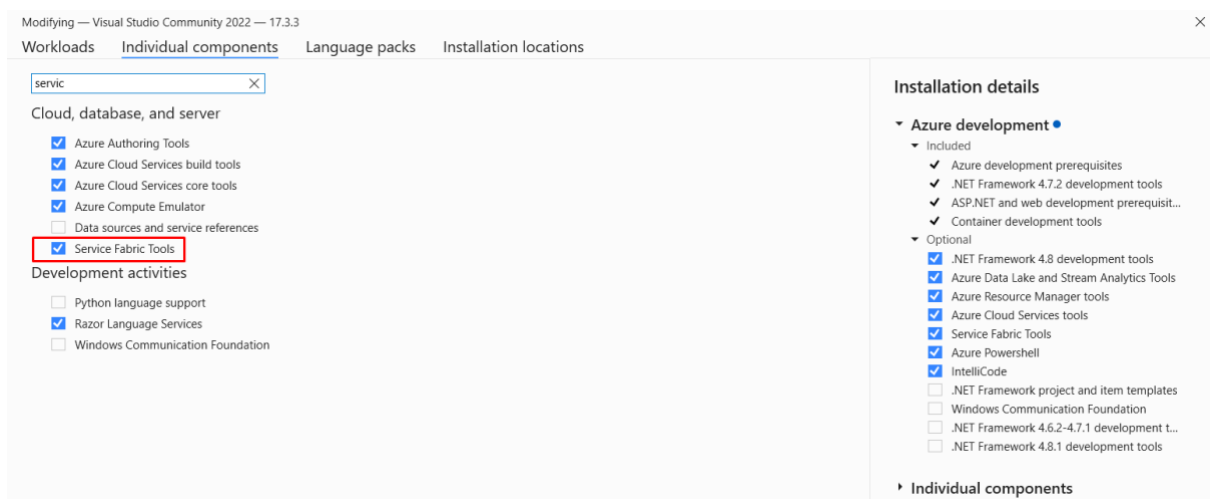 Modifying — Visual Studio Community 2022 — 17.3.3
Workloads Individual components Language packs Installation locations
servic
Cloud, database, and server
Azure Authoring Tools
Azure Cloud Services build tools
Azure Cloud Services core tools
Azure Compute Emulator
Data sources and service references
Service Fabric Tools
Development activities
Python language support
Razor Language Services
Windows Communication Foundation
Installation details
Azure development
Included
Azure development prerequisites
.NET Framework 4.7.2 development tools
ASP.NET and web development prerequisit...
Container development tools
Optional
.NET Framework 4.8 development tools
Azure Data Lake and Stream Analytics Tools
Azure Resource Manager tools
Azure Cloud Services tools
Service Fabric Tools
Azure Powershell
IntelliCode
.NET Framework project and item templates
Windows Communication Foundation
.NET Framework 4.6.2-4.7.1 development t...
.NET Framework 4.8.1 development tools
Individual components